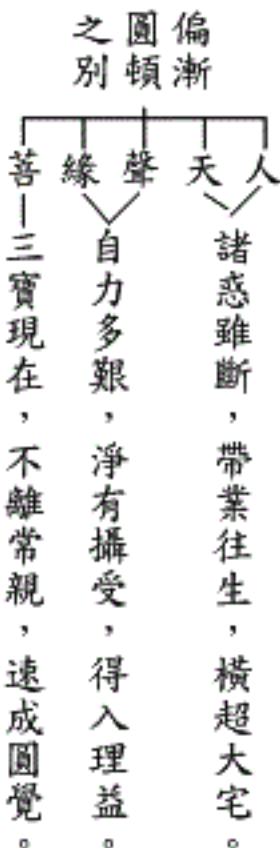 偏漸
圓頓
之別
人
天
聲
緣
菩
諸惑雖斷，帶業往生，橫超大宅。
自力多艱，淨有攝受，得入理益。
三寶現在，不離常親，速成圓覺。